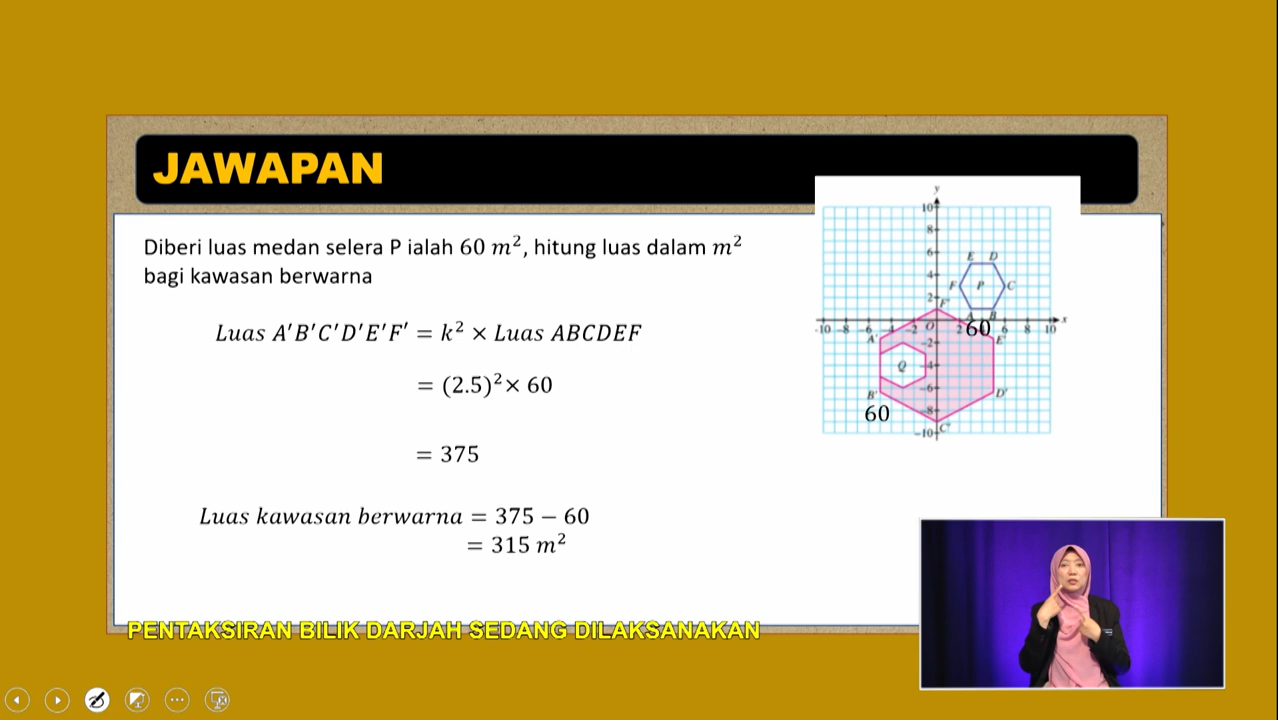 JAWAPAN
Diberi luas medan selera P ialah 60 m², hitung luas dalam m²
bagi kawasan berwarna
Luas A′B′C′D′E′F′ = k² × Luas ABCDEF
= (2.5)² × 60
= 375
Luas kawasan berwarna = 375 − 60
= 315 m²
y
10
8
6
4
2
E D
F P C
A B
F′
-10 -8 -6 -4 -2 O 2 60 6 8 10 x
A′ E′
-2
Q -4
-6
B′ D′
60 -8
-10 C′
PENTAKSIRAN BILIK DARJAH SEDANG DILAKSANAKAN